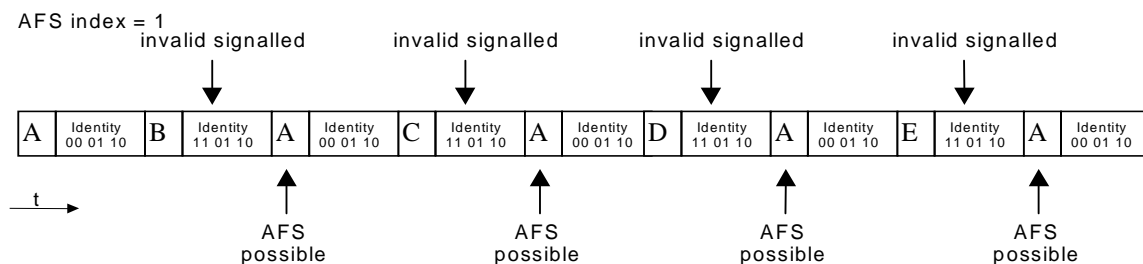 AFS index = 1
invalid signalled invalid signalled invalid signalled invalid signalled
A Identity B Identity A Identity C Identity A Identity D Identity A Identity E Identity A Identity
00 01 10 11 01 10 00 01 10 11 01 10 00 01 10 11 01 10 00 01 10 11 01 10 00 01 10
t
AFS AFS AFS AFS
possible possible possible possible